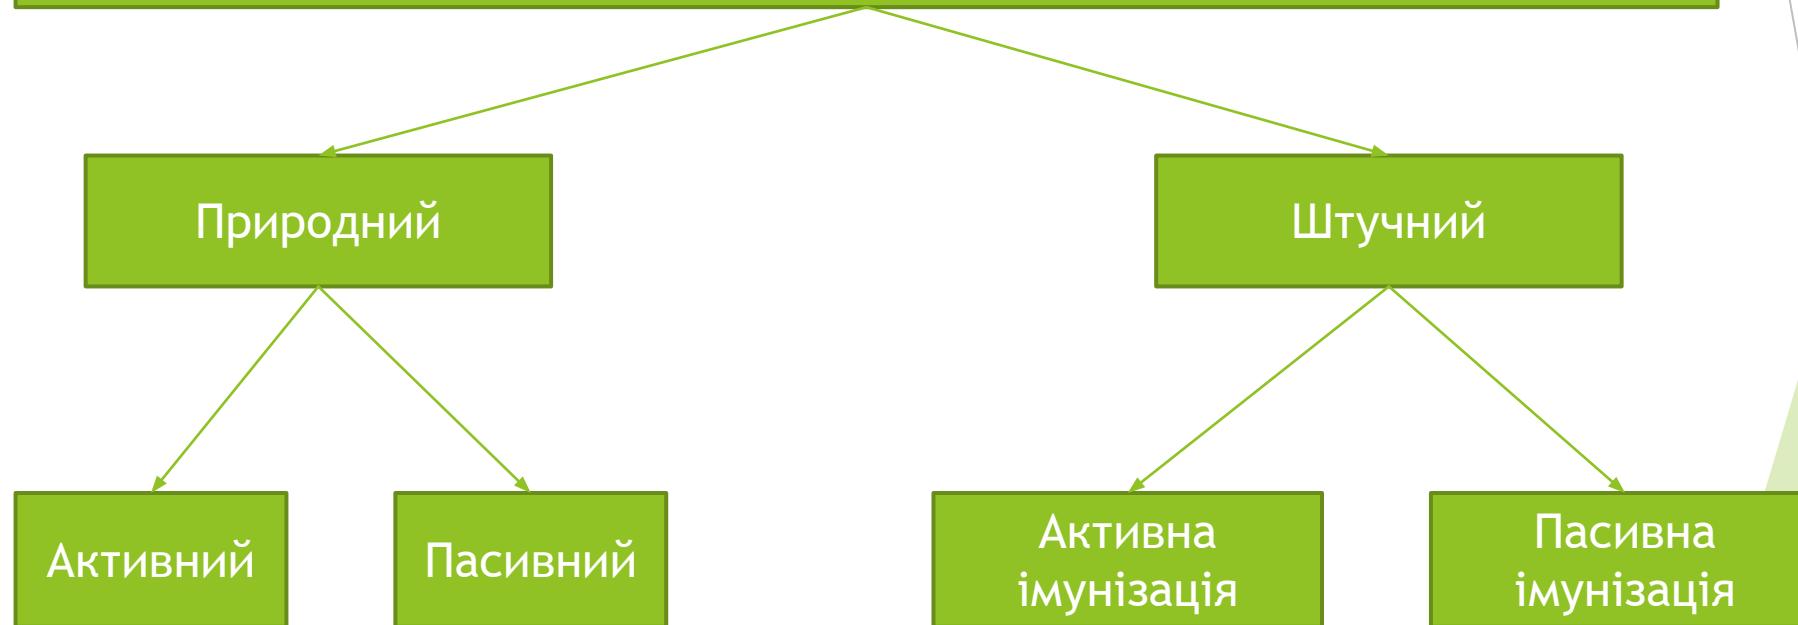 Природний
Штучний
Активний
Пасивний
Активна
імунізація
Пасивна
імунізація